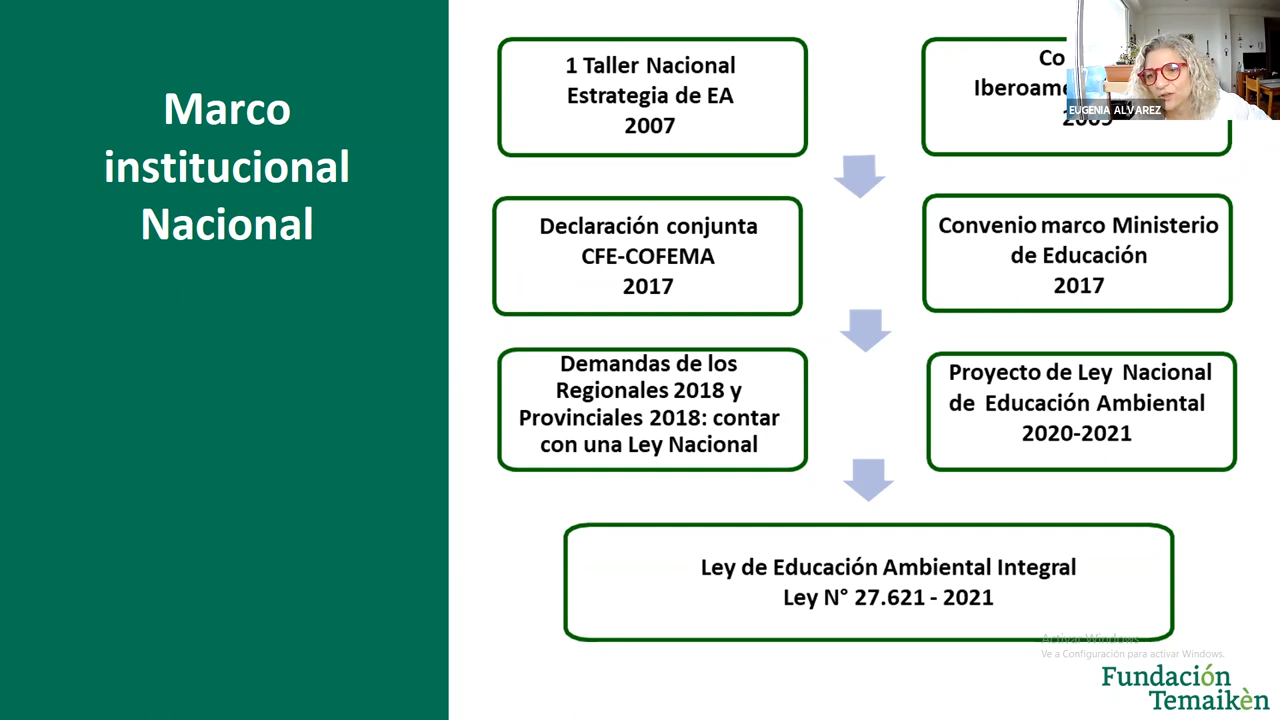 Marco
institucional
Nacional
1 Taller Nacional
Estrategia de EA
2007
EUGENIA ALVAREZ
Declaración conjunta
CFE-COFEMA
2017
Convenio marco Ministerio
de Educación
2017
Demandas de los
Regionales 2018 y
Provinciales 2018: contar
con una Ley Nacional
Proyecto de Ley Nacional
de Educación Ambiental
2020-2021
Ley de Educación Ambiental Integral
Ley N° 27.621 - 2021
Activar Windows
Ve a Configuración para activar Windows.
Fundación
Temaikèn